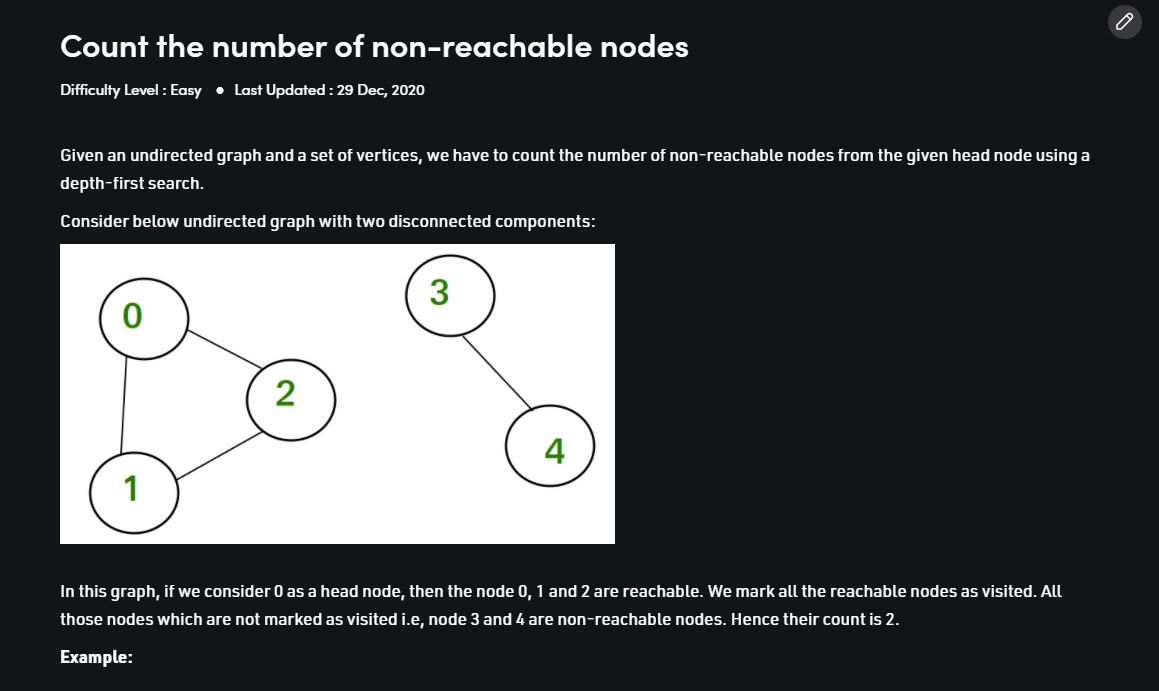 Count the number of non-reachable nodes
Difficulty Level : Easy ● Last Updated : 29 Dec, 2020
Given an undirected graph and a set of vertices, we have to count the number of non-reachable nodes from the given head node using a
depth-first search.
Consider below undirected graph with two disconnected components:
0
3
2
4
1
In this graph, if we consider 0 as a head node, then the node 0, 1 and 2 are reachable. We mark all the reachable nodes as visited. All
those nodes which are not marked as visited i.e, node 3 and 4 are non-reachable nodes. Hence their count is 2.
Example: